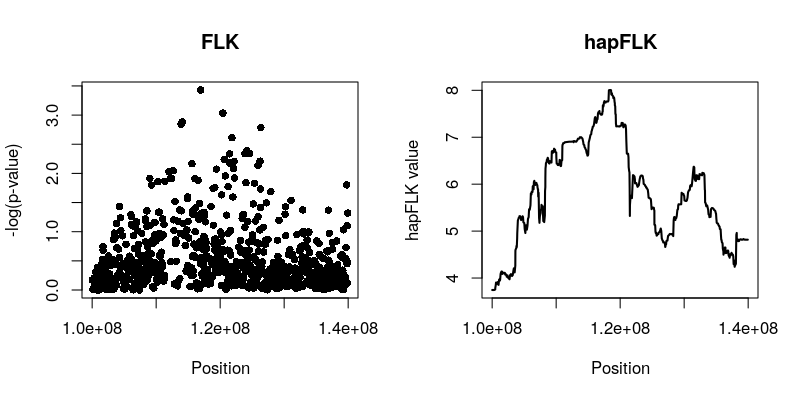 FLK
-log(p-value)
3.0
2.0
1.0
0.0
1.0e+08
1.2e+08
1.4e+08
Position
hapFLK
hapFLK value
8
7
6
5
4
1.0e+08
1.2e+08
1.4e+08
Position